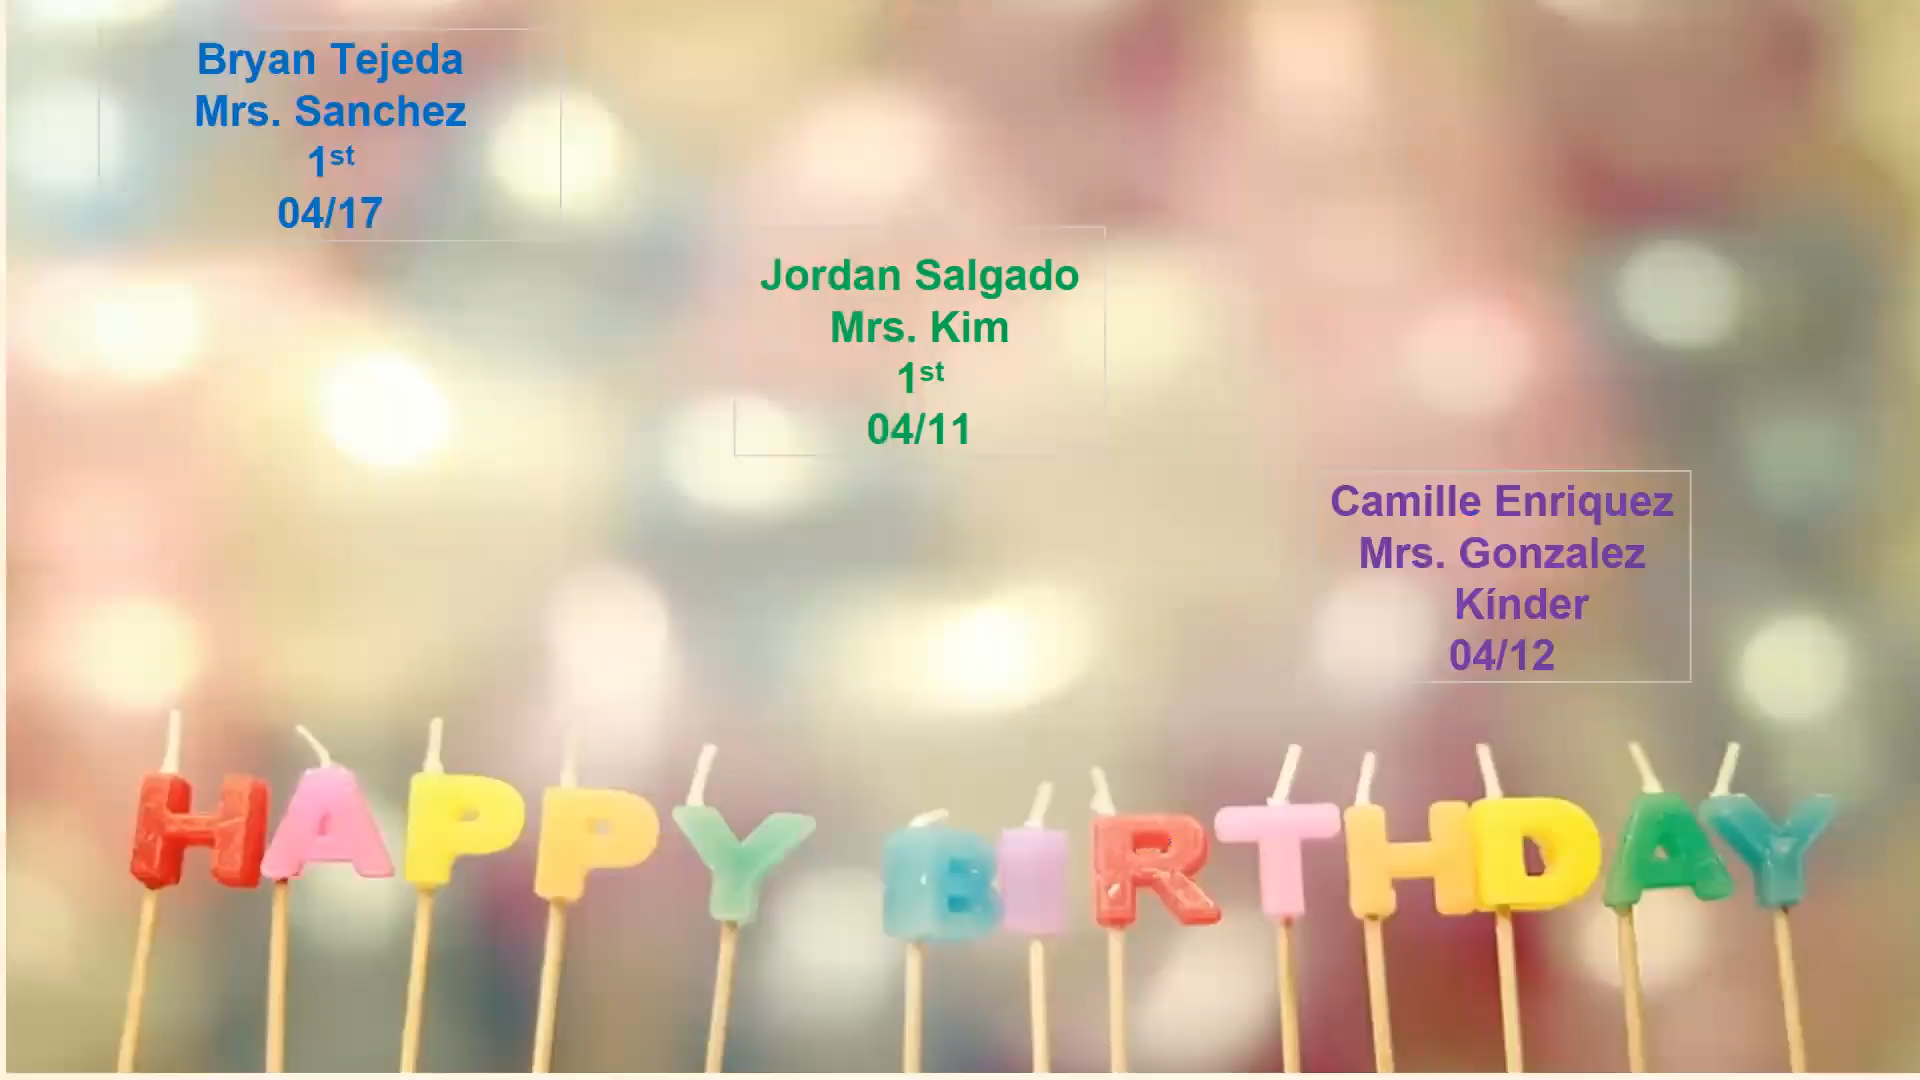 Bryan Tejeda
Mrs. Sanchez
1st
04/17
Jordan Salgado
Mrs. Kim
1st
04/11
Camille Enriquez
Mrs. Gonzalez
Kínder
04/12
HAPPY BIRTHDAY